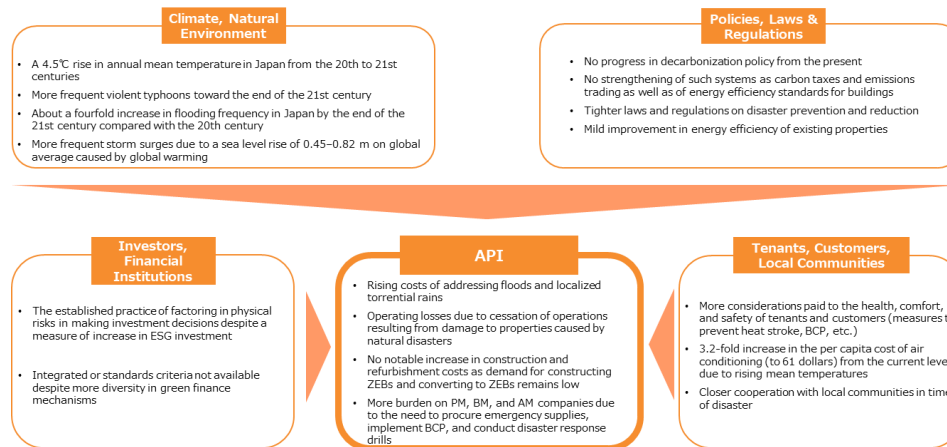 Climate, Natural
Environment
• A 4.5℃ rise in annual mean temperature in Japan from the 20th to 21st
centuries
• More frequent violent typhoons toward the end of the 21st century
• About a fourfold increase in flooding frequency in Japan by the end of the
21st century compared with the 20th century
• More frequent storm surges due to a sea level rise of 0.45–0.82 m on global
average caused by global warming
Policies, Laws &
Regulations
• No progress in decarbonization policy from the present
• No strengthening of such systems as carbon taxes and emissions
trading as well as of energy efficiency standards for buildings
• Tighter laws and regulations on disaster prevention and reduction
• Mild improvement in energy efficiency of existing properties
Investors,
Financial
Institutions
• The established practice of factoring in physical
risks in making investment decisions despite a
measure of increase in ESG investment
• Integrated or standards criteria not available
despite more diversity in green finance
mechanisms
API
• Rising costs of addressing floods and localized
torrential rains
• Operating losses due to cessation of operations
resulting from damage to properties caused by
natural disasters
• No notable increase in construction and
refurbishment costs as demand for constructing
ZEBs and converting to ZEBs remains low
• More burden on PM, BM, and AM companies due
to the need to procure emergency supplies,
implement BCP, and conduct disaster response
drills
Tenants, Customers,
Local Communities
• More considerations paid to the health, comfort,
and safety of tenants and customers (measures t
prevent heat stroke, BCP, etc.)
• 3.2-fold increase in the per capita cost of air
conditioning (to 61 dollars) from the current leve
due to rising mean temperatures
• Closer cooperation with local communities in time
of disaster